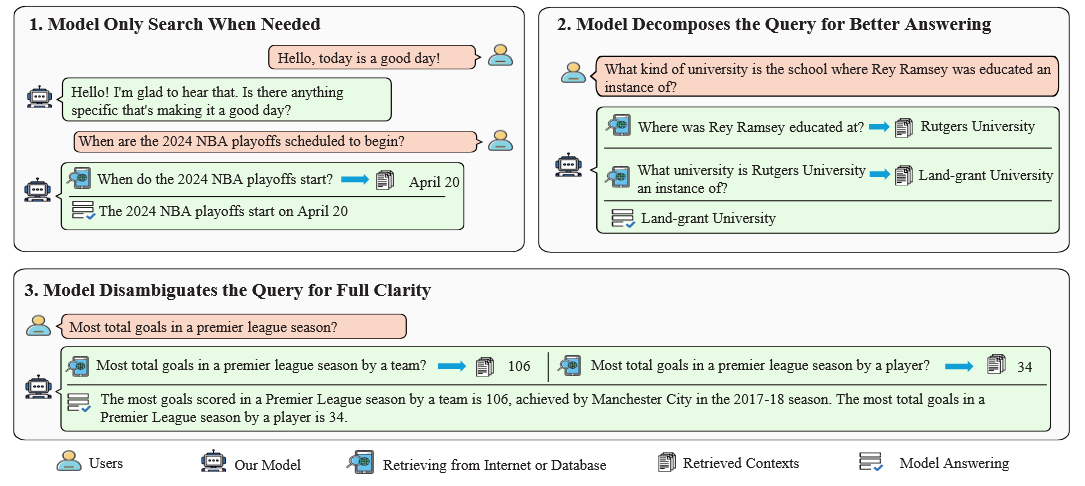 1. Model Only Search When Needed
Hello, today is a good day!
Hello! I'm glad to hear that. Is there anything
specific that's making it a good day?
When are the 2024 NBA playoffs scheduled to begin?
When do the 2024 NBA playoffs start?
April 20
The 2024 NBA playoffs start on April 20
2. Model Decomposes the Query for Better Answering
What kind of university is the school where Rey Ramsey was educated an
instance of?
Where was Rey Ramsey educated at?
Rutgers University
What university is Rutgers University
an instance of?
Land-grant University
Land-grant University
3. Model Disambiguates the Query for Full Clarity
Most total goals in a premier league season?
Most total goals in a premier league season by a team?
106
Most total goals in a premier league season by a player?
34
The most goals scored in a Premier League season by a team is 106, achieved by Manchester City in the 2017-18 season. The most total goals in a
Premier League season by a player is 34.
Users
Our Model
Retrieving from Internet or Database
Retrieved Contexts
Model Answering